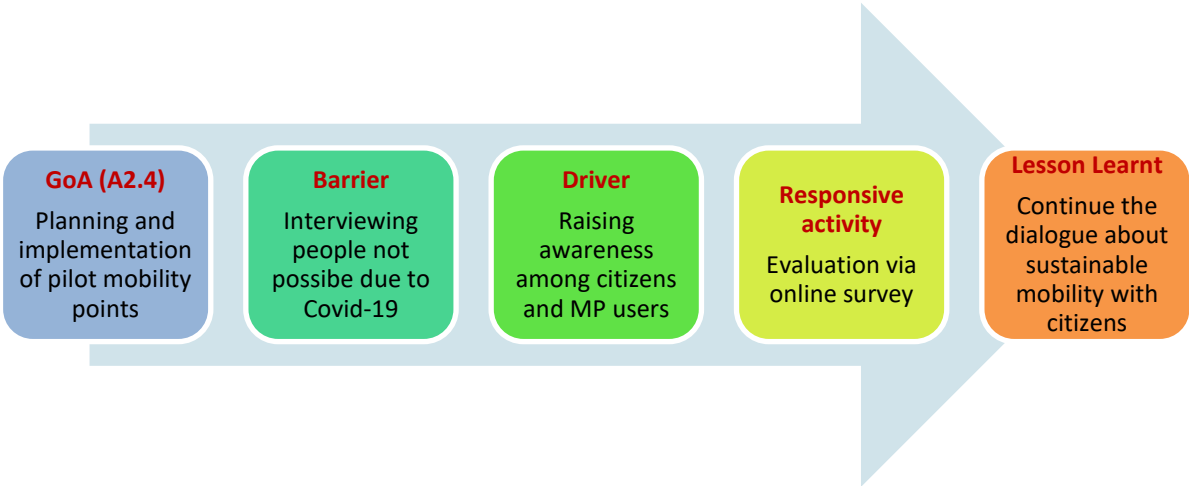 GoA (A2.4)
Planning and
implementation
of pilot mobility
points
Barrier
Interviewing
people not
possibe due to
Covid-19
Driver
Raising
awareness
among citizens
and MP users
Responsive
activity
Evaluation via
online survey
Lesson Learnt
Continue the
dialogue about
sustainable
mobility with
citizens